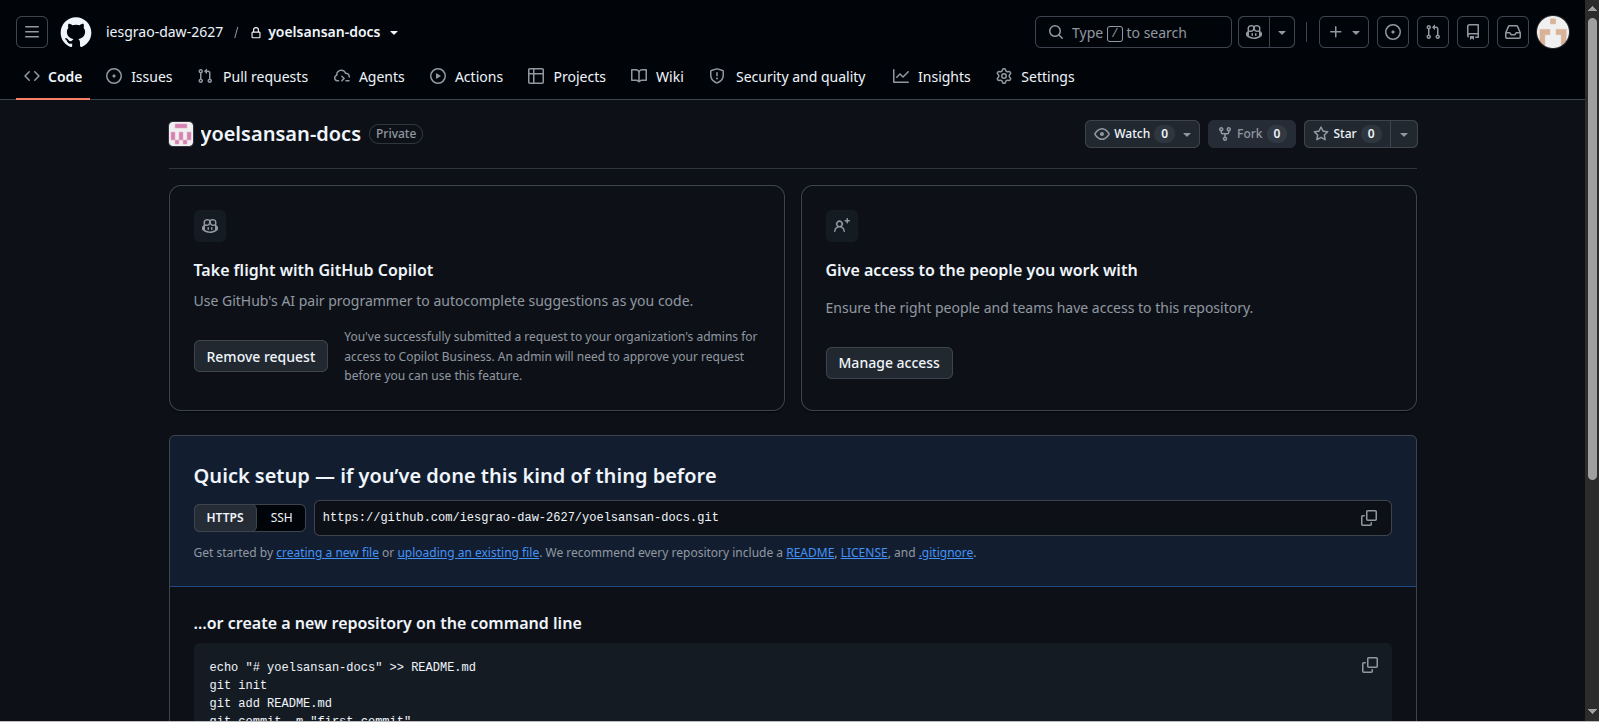 iesgrao-daw-2627 / yoelsansan-docs
Type / to search
Code Issues Pull requests Agents Actions Projects Wiki Security and quality Insights Settings
yoelsansan-docs Private
Watch 0 Fork 0 Star 0
Take flight with GitHub Copilot
Use GitHub's AI pair programmer to autocomplete suggestions as you code.
Remove request
You've successfully submitted a request to your organization's admins for
access to Copilot Business. An admin will need to approve your request
before you can use this feature.
Give access to the people you work with
Ensure the right people and teams have access to this repository.
Manage access
Quick setup — if you’ve done this kind of thing before
HTTPS SSH https://github.com/iesgrao-daw-2627/yoelsansan-docs.git
Get started by creating a new file or uploading an existing file. We recommend every repository include a README, LICENSE, and .gitignore.
…or create a new repository on the command line
echo "# yoelsansan-docs" >> README.md
git init
git add README.md
git commit -m "first commit"